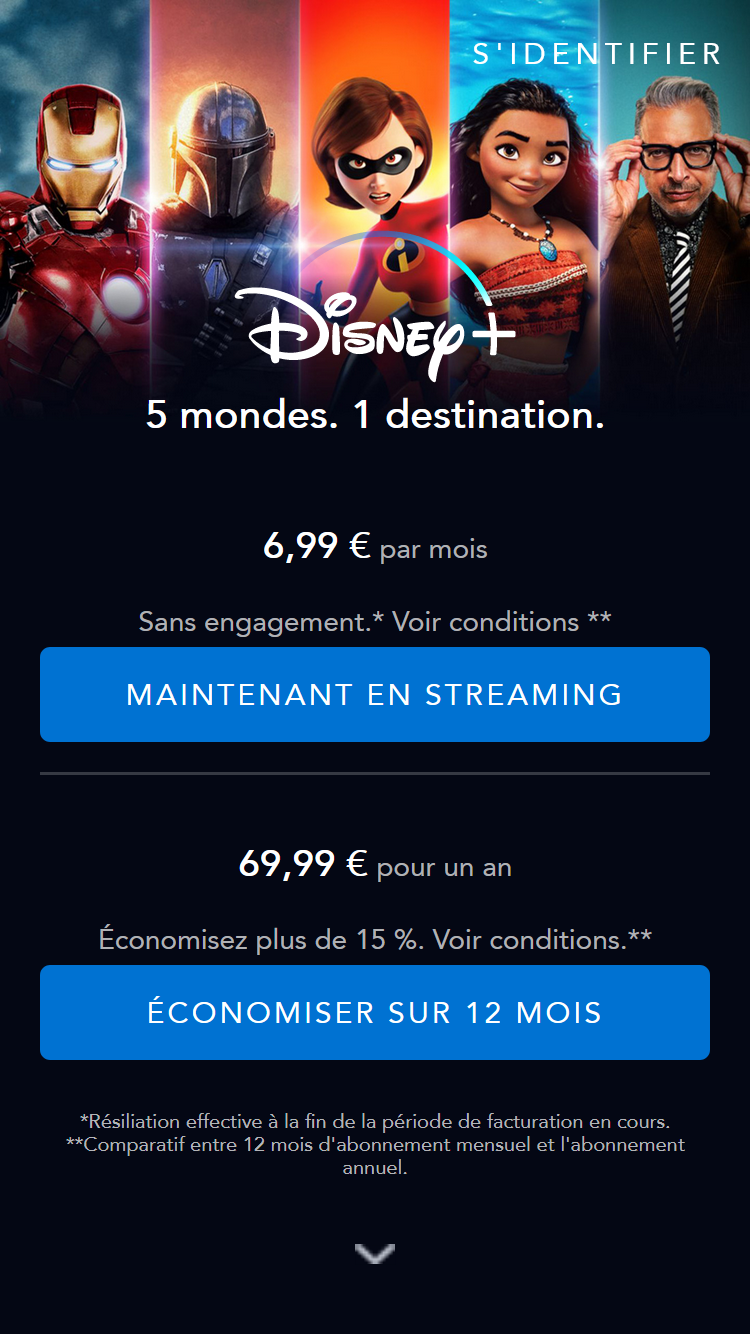 S'IDENTIFIER
Disney+
5 mondes. 1 destination.
6,99 € par mois
Sans engagement.* Voir conditions **
MAINTENANT EN STREAMING
69,99 € pour un an
Économisez plus de 15 %. Voir conditions.**
ÉCONOMISER SUR 12 MOIS
*Résiliation effective à la fin de la période de facturation en cours.
**Comparatif entre 12 mois d'abonnement mensuel et l'abonnement
annuel.